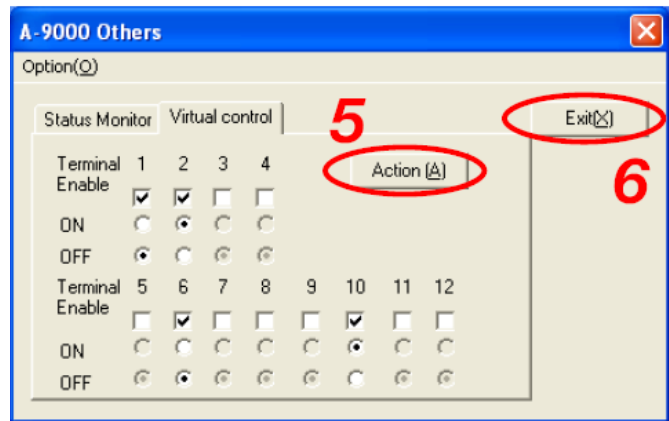 A-9000 Others
Option(O)
Status Monitor Virtual control 5 Exit(X)
Terminal 1 2 3 4 Action (A) 6
Enable
ON
OFF
Terminal 5 6 7 8 9 10 11 12
Enable
ON
OFF